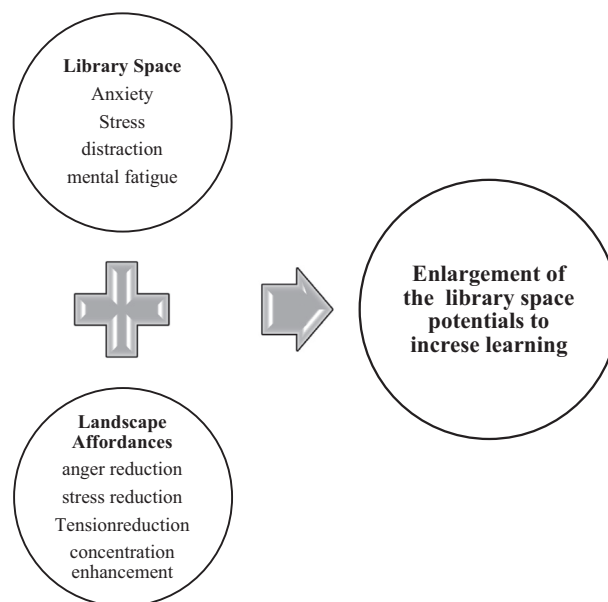 Library Space
Anxiety
Stress
distraction
mental fatigue
Enlargement of
the library space
potentials to
increse learning
Landscape
Affordances
anger reduction
stress reduction
Tensionreduction
concentration
enhancement